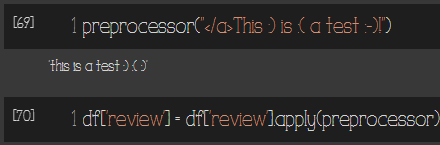 [69] 1 preprocessor("</a>This :) is :( a test :-)!")
'this is a test :) :( :)'
[70] 1 df['review'] = df['review'].apply(preprocessor)